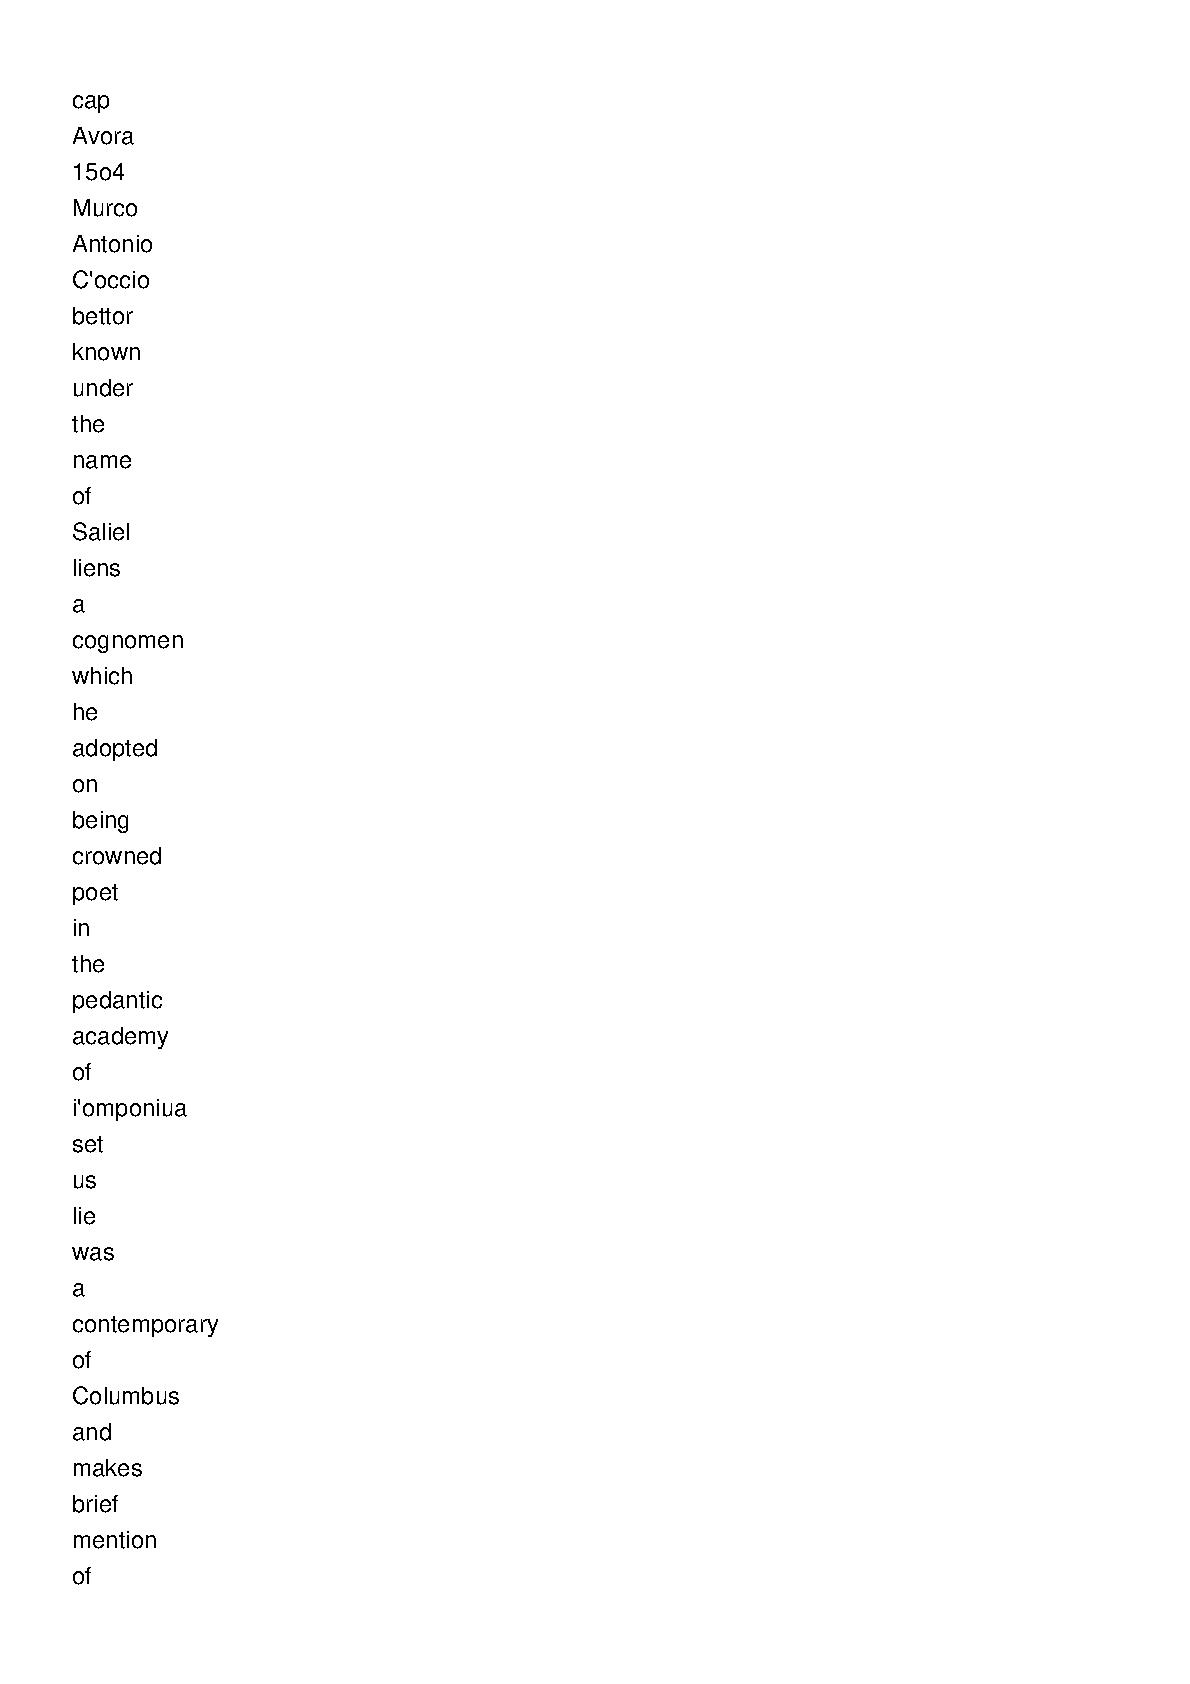 cap
Avora
15o4
Murco
Antonio
C'occio
bettor
known
under
the
name
of
Saliel
liens
a
cognomen
which
he
adopted
on
being
crowned
poet
in
the
pedantic
academy
of
i'omponiua
set
us
lie
was
a
contemporary
of
Columbus
and
makes
brief
mention
of